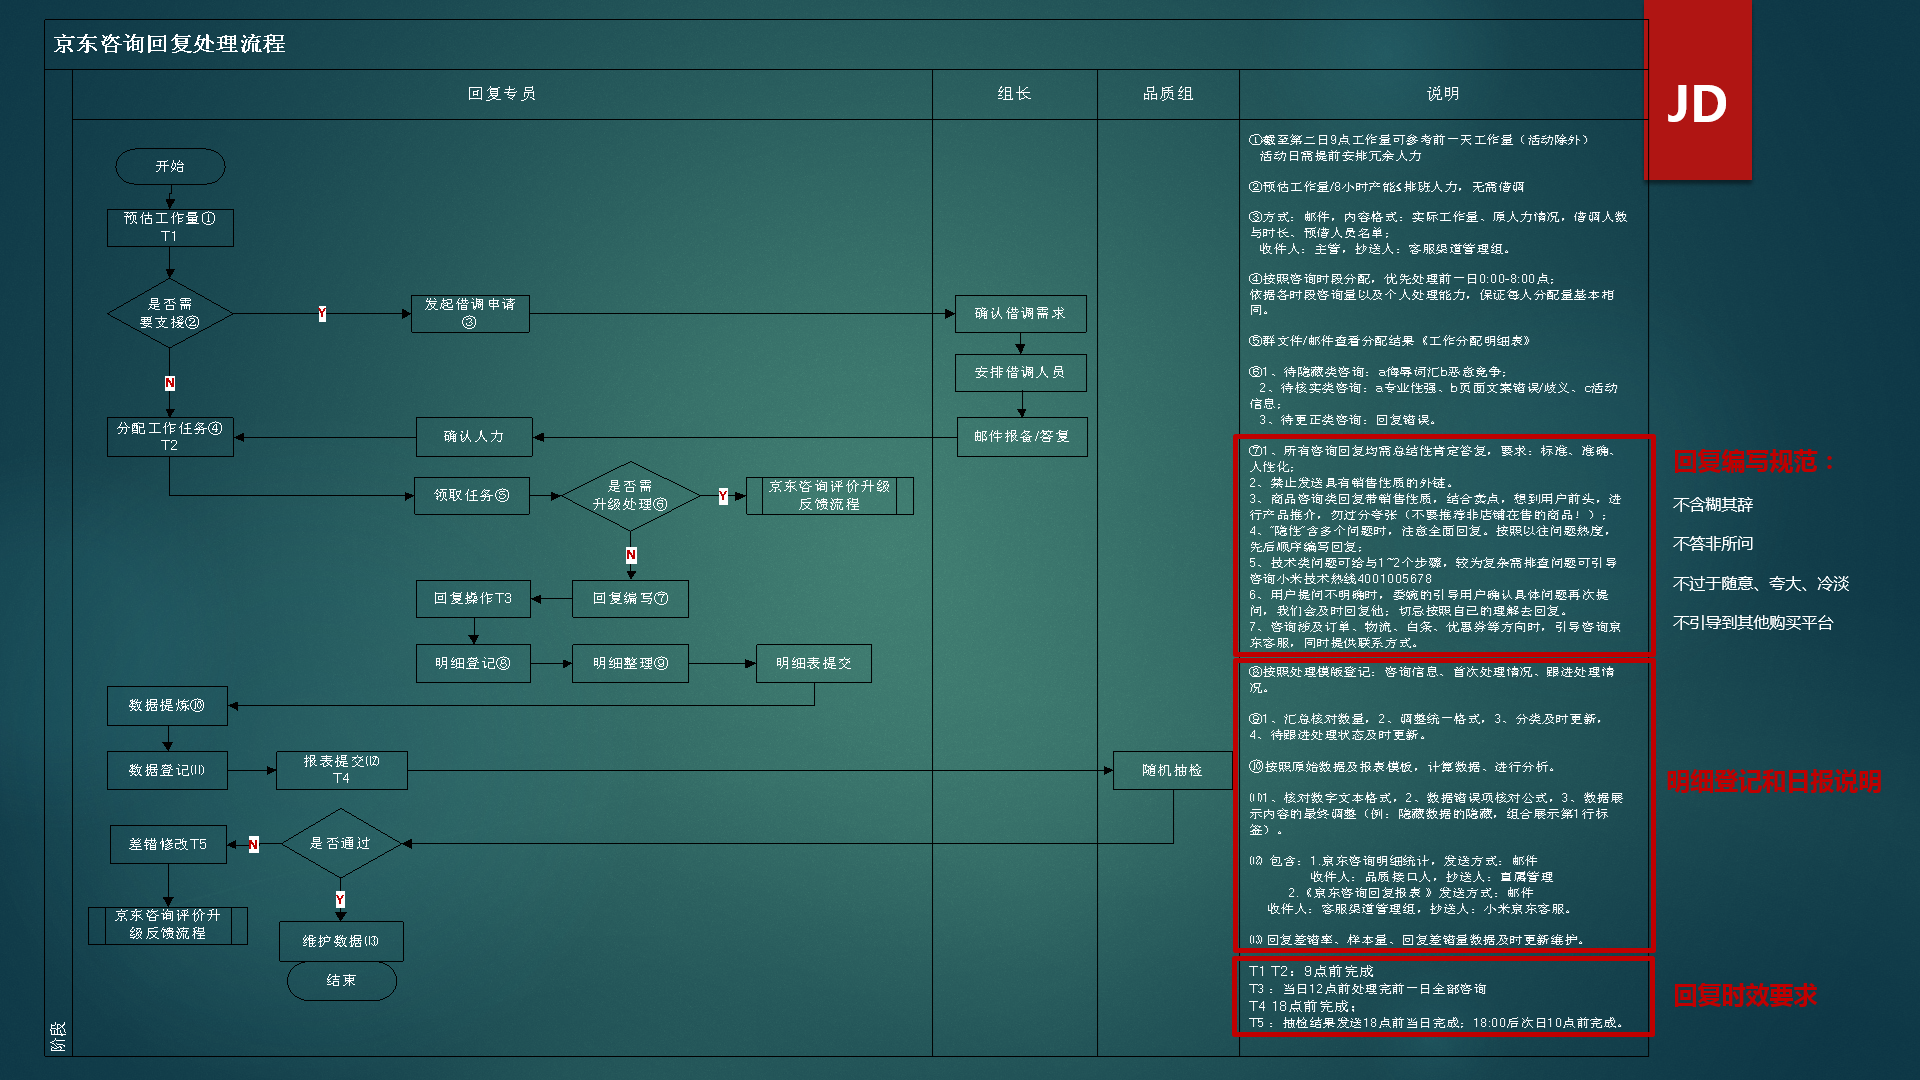 京东咨询回复处理流程
JD
回复专员
组长
品质组
说明
开始
预估工作量①
T1
是否需
要支援②
Y
发起借调申请
③
确认借调需求
安排借调人员
N
分配工作任务④
T2
确认人力
邮件报备/答复
领取任务⑤
是否需
升级处理⑥
Y
京东咨询评价升级
反馈流程
N
回复操作T3
回复编写⑦
明细登记⑧
明细整理⑨
明细表提交
数据提炼⑩
数据登记⑾
报表提交⑿
T4
随机抽检
差错修改T5
N
是否通过
Y
京东咨询评价升
级反馈流程
维护数据⒀
结束
阶段
①截至第二日9点工作量可参考前一天工作量（活动除外）
活动日需提前安排冗余人力
②预估工作量/8小时产能≤排班人力，无需借调
③方式：邮件，内容格式：实际工作量、原人力情况，借调人数
与时长、预借人员名单；
收件人：主管，抄送人：客服渠道管理组。
④按照咨询时段分配，优先处理前一日0:00-8:00点；
依据各时段咨询量以及个人处理能力，保证每人分配量基本相
同。
⑤群文件/邮件查看分配结果《工作分配明细表》
⑥1、待隐藏类咨询：a侮辱词汇b恶意竞争；
2、待核实类咨询：a专业性强、b页面文案错误/歧义、c活动
信息；
3、待更正类咨询：回复错误。
⑦1、所有咨询回复均需总结性肯定答复，要求：标准、准确、
人性化；
2、禁止发送具有销售性质的外链。
3、商品咨询类回复带销售性质，结合卖点，想到用户前头，进
行产品推介，勿过分夸张（不要推荐非店铺在售的商品！）；
4、“隐性”含多个问题时，注意全面回复。按照以往问题热度，
先后顺序编写回复；
5、技术类问题可给与1~2个步骤，较为复杂需排查问题可引导
咨询小米技术热线4001005678
6、用户提问不明确时，委婉的引导用户确认具体问题再次提
问，我们会及时回复他；切忌按照自己的理解去回复。
7、咨询涉及订单、物流、白条、优惠券等方向时，引导咨询京
东客服，同时提供联系方式。
⑧按照处理模版登记：咨询信息、首次处理情况、跟进处理情
况。
⑨1、汇总核对数量，2、调整统一格式，3、分类及时更新，
4、待跟进处理状态及时更新。
⑩按照原始数据及报表模板，计算数据、进行分析。
⑾1、核对数字文本格式，2、数据错误项核对公式，3、数据展
示内容的最终调整（例：隐藏数据的隐藏，组合展示第1行标
签）。
⑿ 包含：1.京东咨询明细统计，发送方式：邮件
收件人：品质接口人，抄送人：直属管理
2.《京东咨询回复报表 》发送方式：邮件
收件人：客服渠道管理组，抄送人：小米京东客服。
⒀ 回复差错率、样本量、回复差错量数据及时更新维护。
T1 T2：9点前完成
T3： 当日12点前处理完前一日全部咨询
T4 18点前完成；
T5： 抽检结果发送18点前当日完成；18:00后次日10点前完成。
回复编写规范：
不含糊其辞
不答非所问
不过于随意、夸大、冷淡
不引导到其他购买平台
明细登记和日报说明
回复时效要求